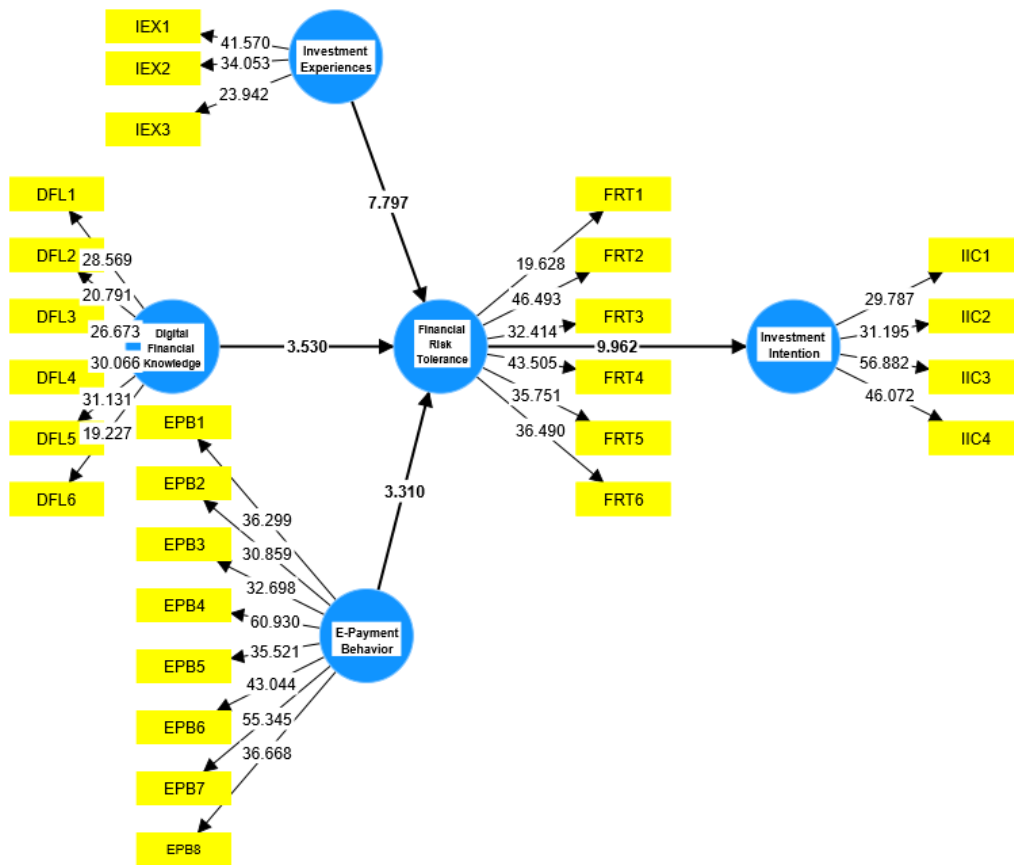 IEX1
41.570
IEX2
34.053
IEX3
23.942
Investment
Experiences
7.797
DFL1
28.569
DFL2
20.791
DFL3
26.673
DFL4
30.066
DFL5
31.131
DFL6
19.227
Digital
Financial
Knowledge
3.530
EPB1
36.299
EPB2
30.859
EPB3
32.698
EPB4
60.930
EPB5
35.521
EPB6
43.044
EPB7
55.345
EPB8
36.668
E-Payment
Behavior
3.310
Financial
Risk
Tolerance
FRT1
19.628
FRT2
46.493
FRT3
32.414
9.962
FRT4
43.505
FRT5
35.751
FRT6
36.490
Investment
Intention
IIC1
29.787
IIC2
31.195
IIC3
56.882
IIC4
46.072